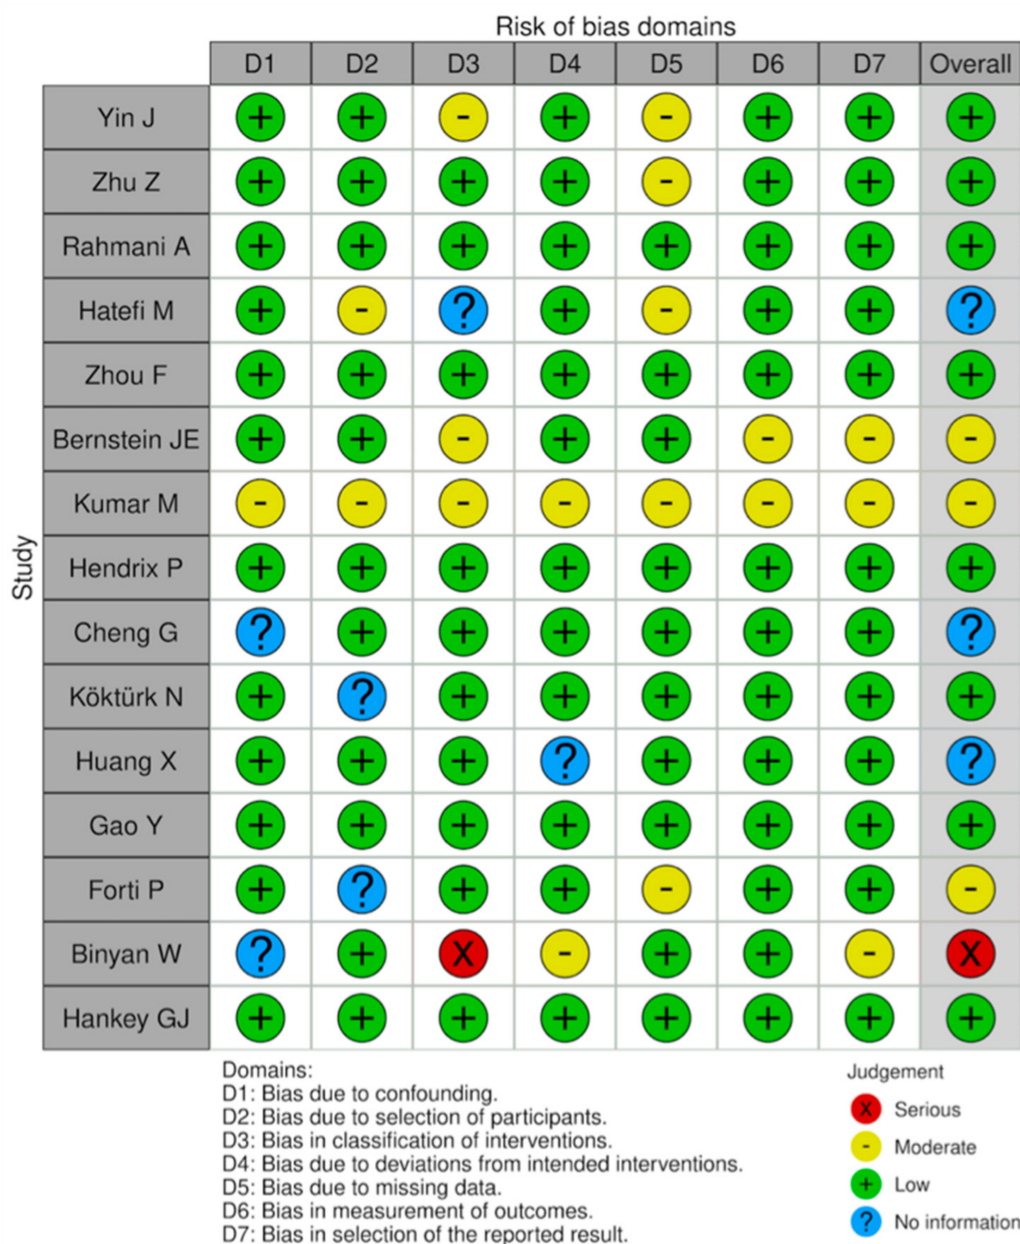 Risk of bias domains
D1 D2 D3 D4 D5 D6 D7 Overall
Study
Yin J + + - + - + + +
Zhu Z + + + + - + + +
Rahmani A + + + + + + + +
Hatefi M + - ? + - + + ?
Zhou F + + + + + + + +
Bernstein JE + + - + + - - -
Kumar M - - - - - - - -
Hendrix P + + + + + + + +
Cheng G ? + + + + + + ?
Köktürk N + ? + + + + + +
Huang X + + + ? + + + ?
Gao Y + + + + + + + +
Forti P + ? + + - + + -
Binyan W ? + X - + + - X
Hankey GJ + + + + + + + +
Domains:
D1: Bias due to confounding.
D2: Bias due to selection of participants.
D3: Bias in classification of interventions.
D4: Bias due to deviations from intended interventions.
D5: Bias due to missing data.
D6: Bias in measurement of outcomes.
D7: Bias in selection of the reported result.
Judgement
X Serious
- Moderate
+ Low
? No information